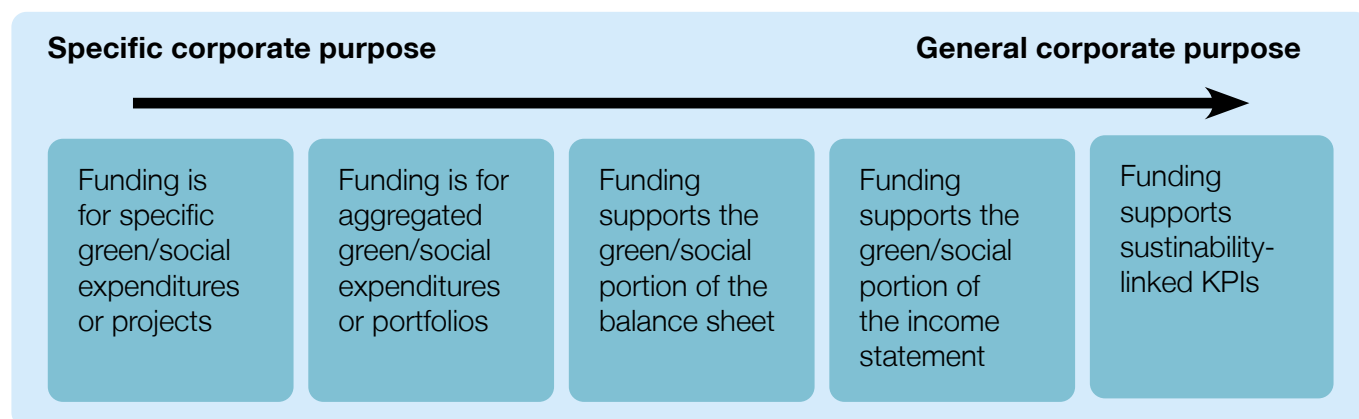 Specific corporate purpose
General corporate purpose
Funding is
for specific
green/social
expenditures
or projects
Funding is for
aggregated
green/social
expenditures
or portfolios
Funding
supports the
green/social
portion of the
balance sheet
Funding
supports the
green/social
portion of
the income
statement
Funding
supports
sustinability-
linked KPIs